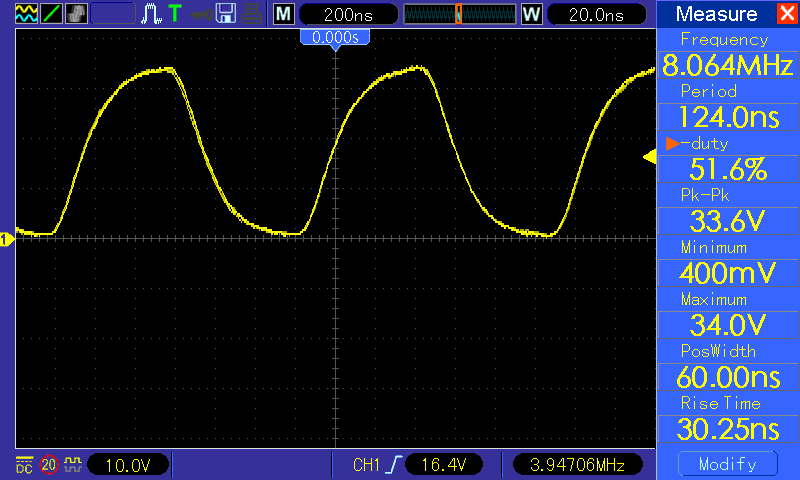 T M 200ns W 20.0ns Measure
0.000s
Frequency
8.064MHz
Period
124.0ns
-duty
51.6%
Pk-Pk
33.6V
Minimum
400mV
Maximum
34.0V
PosWidth
60.00ns
Rise Time
30.25ns
1
DC 20 10.0V CH1 16.4V 3.94706MHz Modify